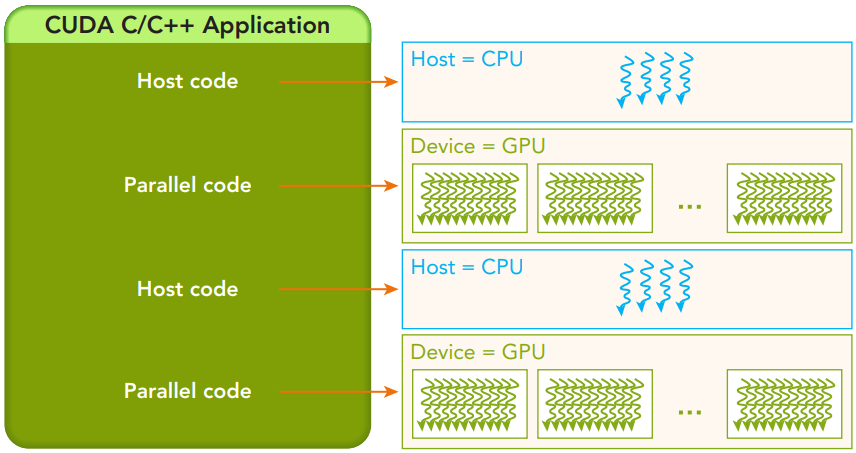 CUDA C/C++ Application
Host code
Host = CPU
Parallel code
Device = GPU
...
Host code
Host = CPU
Parallel code
Device = GPU
...